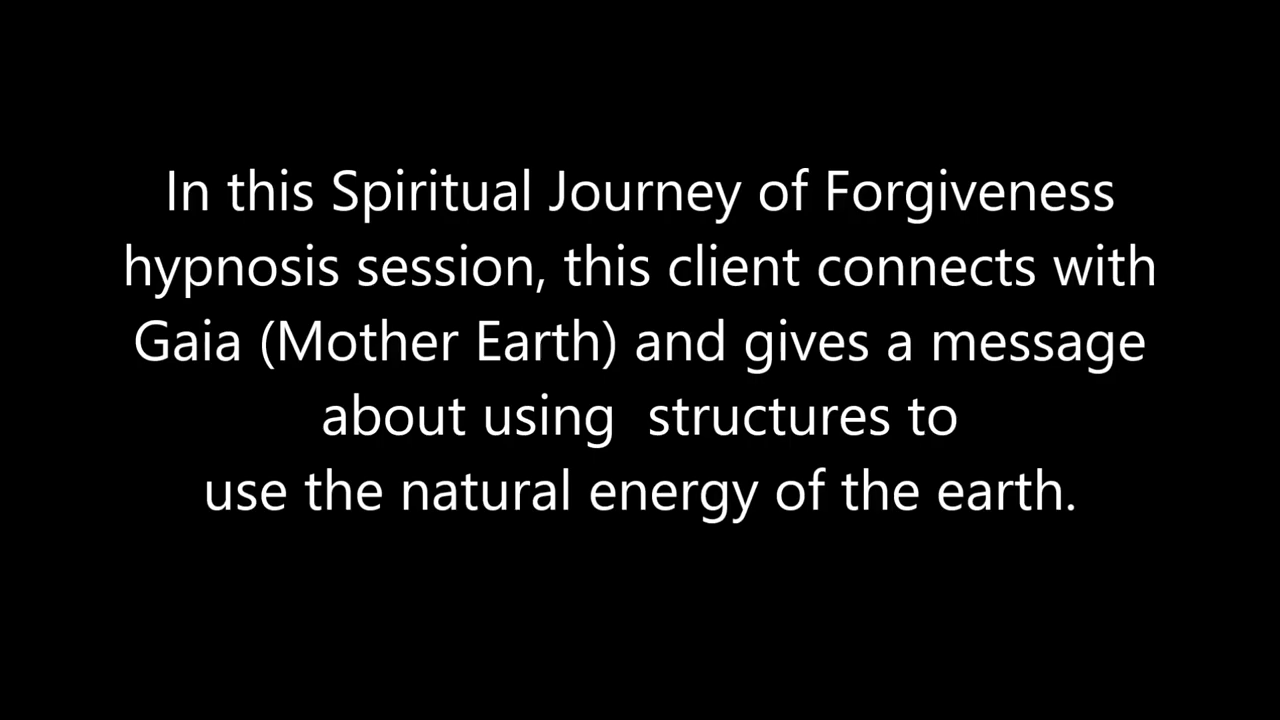 In this Spiritual Journey of Forgiveness
hypnosis session, this client connects with
Gaia (Mother Earth) and gives a message
about using  structures to
use the natural energy of the earth.